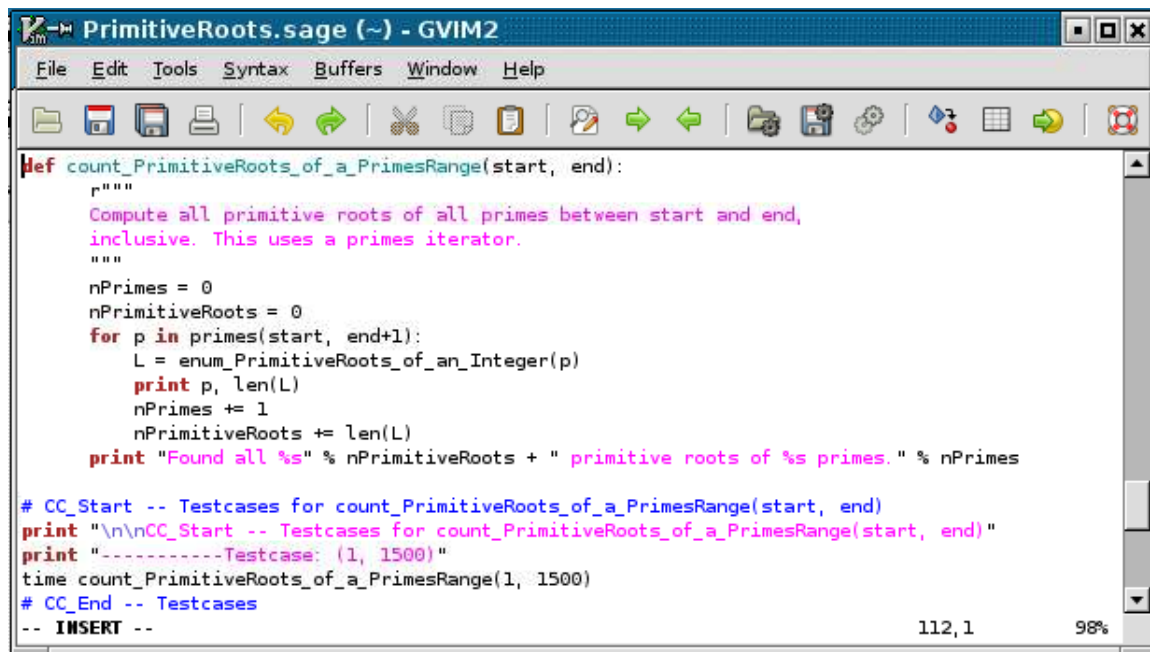 PrimitiveRoots.sage (~) - GVIM2
File Edit Tools Syntax Buffers Window Help
def count_PrimitiveRoots_of_a_PrimesRange(start, end):
      r"""
      Compute all primitive roots of all primes between start and end,
      inclusive. This uses a primes iterator.
      """
      nPrimes = 0
      nPrimitiveRoots = 0
      for p in primes(start, end+1):
          L = enum_PrimitiveRoots_of_an_Integer(p)
          print p, len(L)
          nPrimes += 1
          nPrimitiveRoots += len(L)
      print "Found all %s" % nPrimitiveRoots + " primitive roots of %s primes." % nPrimes

# CC_Start -- Testcases for count_PrimitiveRoots_of_a_PrimesRange(start, end)
print "\n\nCC_Start -- Testcases for count_PrimitiveRoots_of_a_PrimesRange(start, end)"
print "-----------Testcase: (1, 1500)"
time count_PrimitiveRoots_of_a_PrimesRange(1, 1500)
# CC_End -- Testcases
-- INSERT -- 112,1 98%